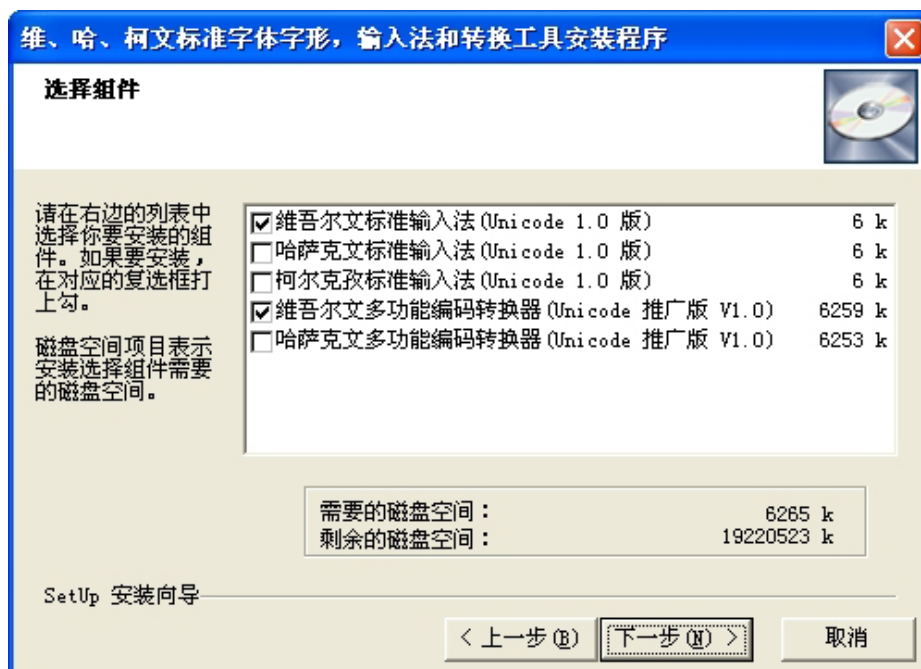 维、哈、柯文标准字体字形，输入法和转换工具安装程序
选择组件
请在右边的列表中
选择你要安装的组
件。如果要安装，
在对应的复选框打
上勾。
磁盘空间项目表示
安装选择组件需要
的磁盘空间。
维吾尔文标准输入法(Unicode 1.0 版) 6 k
哈萨克文标准输入法(Unicode 1.0 版) 6 k
柯尔克孜标准输入法(Unicode 1.0 版) 6 k
维吾尔文多功能编码转换器(Unicode 推广版 V1.0) 6259 k
哈萨克文多功能编码转换器(Unicode 推广版 V1.0) 6253 k
需要的磁盘空间： 6265 k
剩余的磁盘空间： 19220523 k
SetUp 安装向导
< 上一步(B) 下一步(N) > 取消